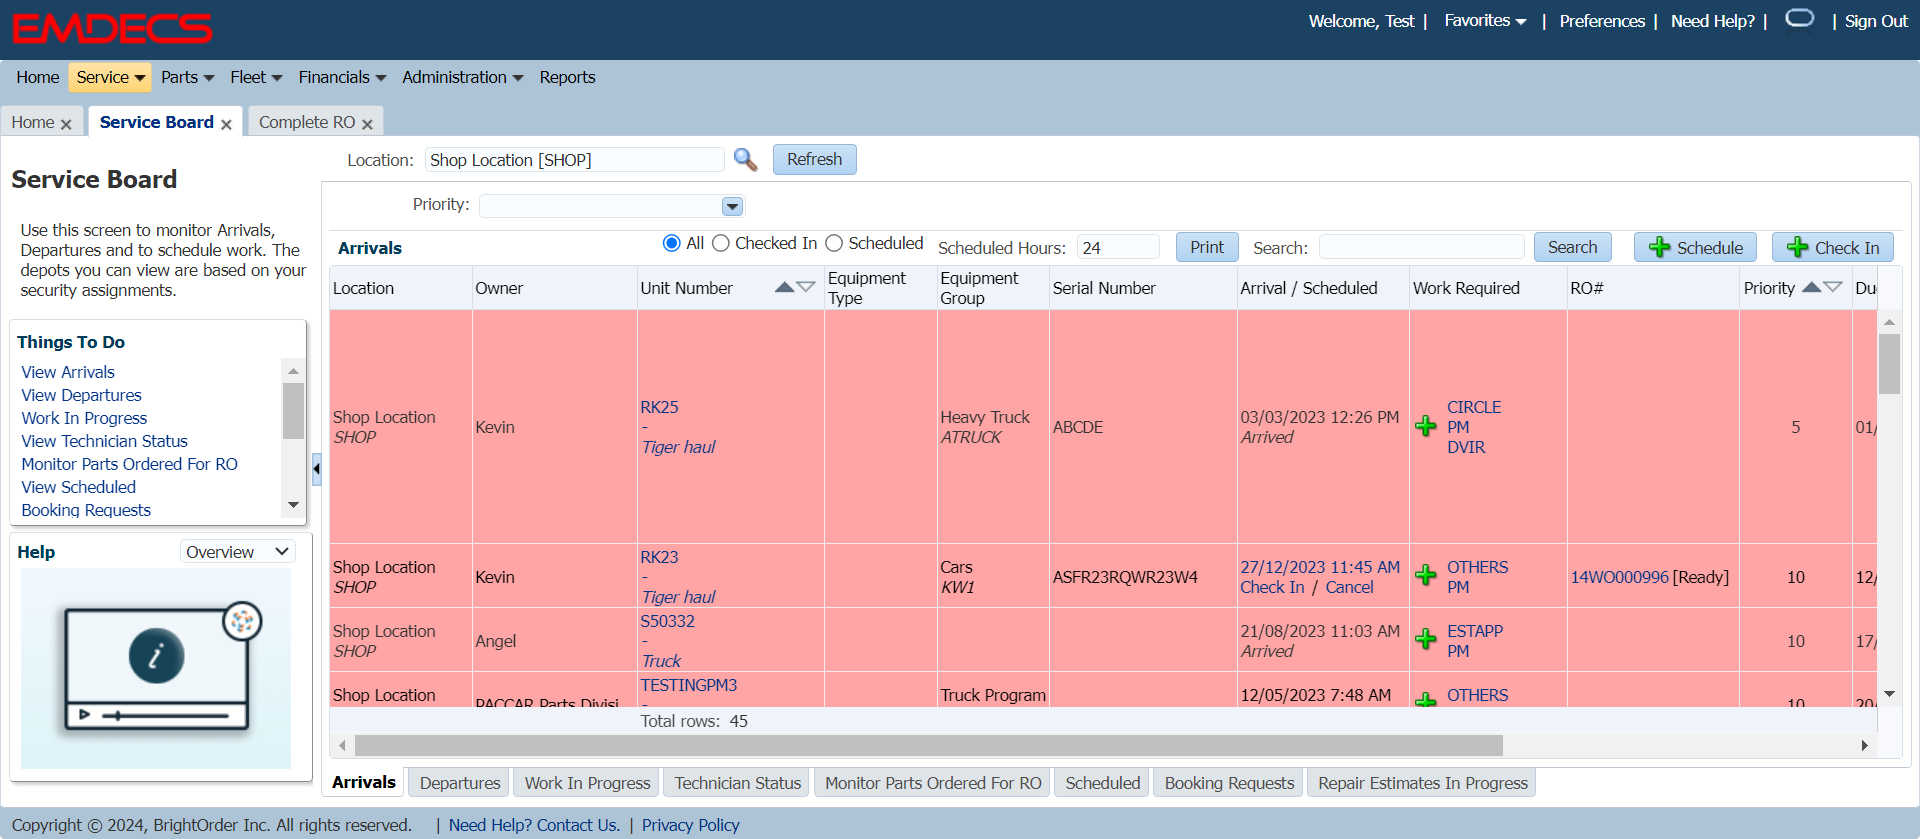 EMDECS
Welcome, Test | Favorites | Preferences | Need Help? | | Sign Out
Home Service Parts Fleet Financials Administration Reports
Home Service Board Complete RO
Service Board
Use this screen to monitor Arrivals,
Departures and to schedule work. The
depots you can view are based on your
security assignments.
Things To Do
View Arrivals
View Departures
Work In Progress
View Technician Status
Monitor Parts Ordered For RO
View Scheduled
Booking Requests
Help Overview
i
Location: Shop Location [SHOP] Refresh
Priority:
Arrivals All Checked In Scheduled Scheduled Hours: 24 Print Search: Search Schedule Check In
Location Owner Unit Number Equipment Type Equipment Group Serial Number Arrival / Scheduled Work Required RO# Priority Du
Shop Location
SHOP
Kevin
RK25
-
Tiger haul
Heavy Truck
ATRUCK
ABCDE
03/03/2023 12:26 PM
Arrived
CIRCLE
PM
DVIR
5
01/
Shop Location
SHOP
Kevin
RK23
-
Tiger haul
Cars
KW1
ASFR23RQWR23W4
27/12/2023 11:45 AM
Check In / Cancel
OTHERS
PM
14WO000996 [Ready]
10
12/
Shop Location
SHOP
Angel
S50332
-
Truck
21/08/2023 11:03 AM
Arrived
ESTAPP
PM
10
17/
Shop Location
PACCAR Parts Divisi
TESTINGPM3
-
Truck Program
12/05/2023 7:48 AM
OTHERS
10
20/
Total rows: 45
Arrivals Departures Work In Progress Technician Status Monitor Parts Ordered For RO Scheduled Booking Requests Repair Estimates In Progress
Copyright © 2024, BrightOrder Inc. All rights reserved. | Need Help? Contact Us. | Privacy Policy